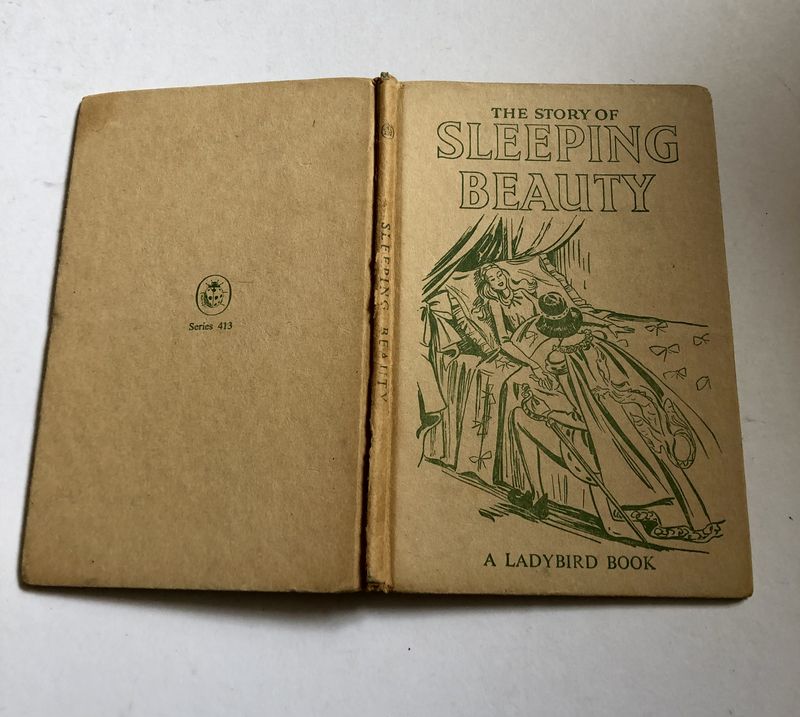 THE STORY OF
SLEEPING
BEAUTY
A LADYBIRD BOOK
SLEEPING BEAUTY
Series 413